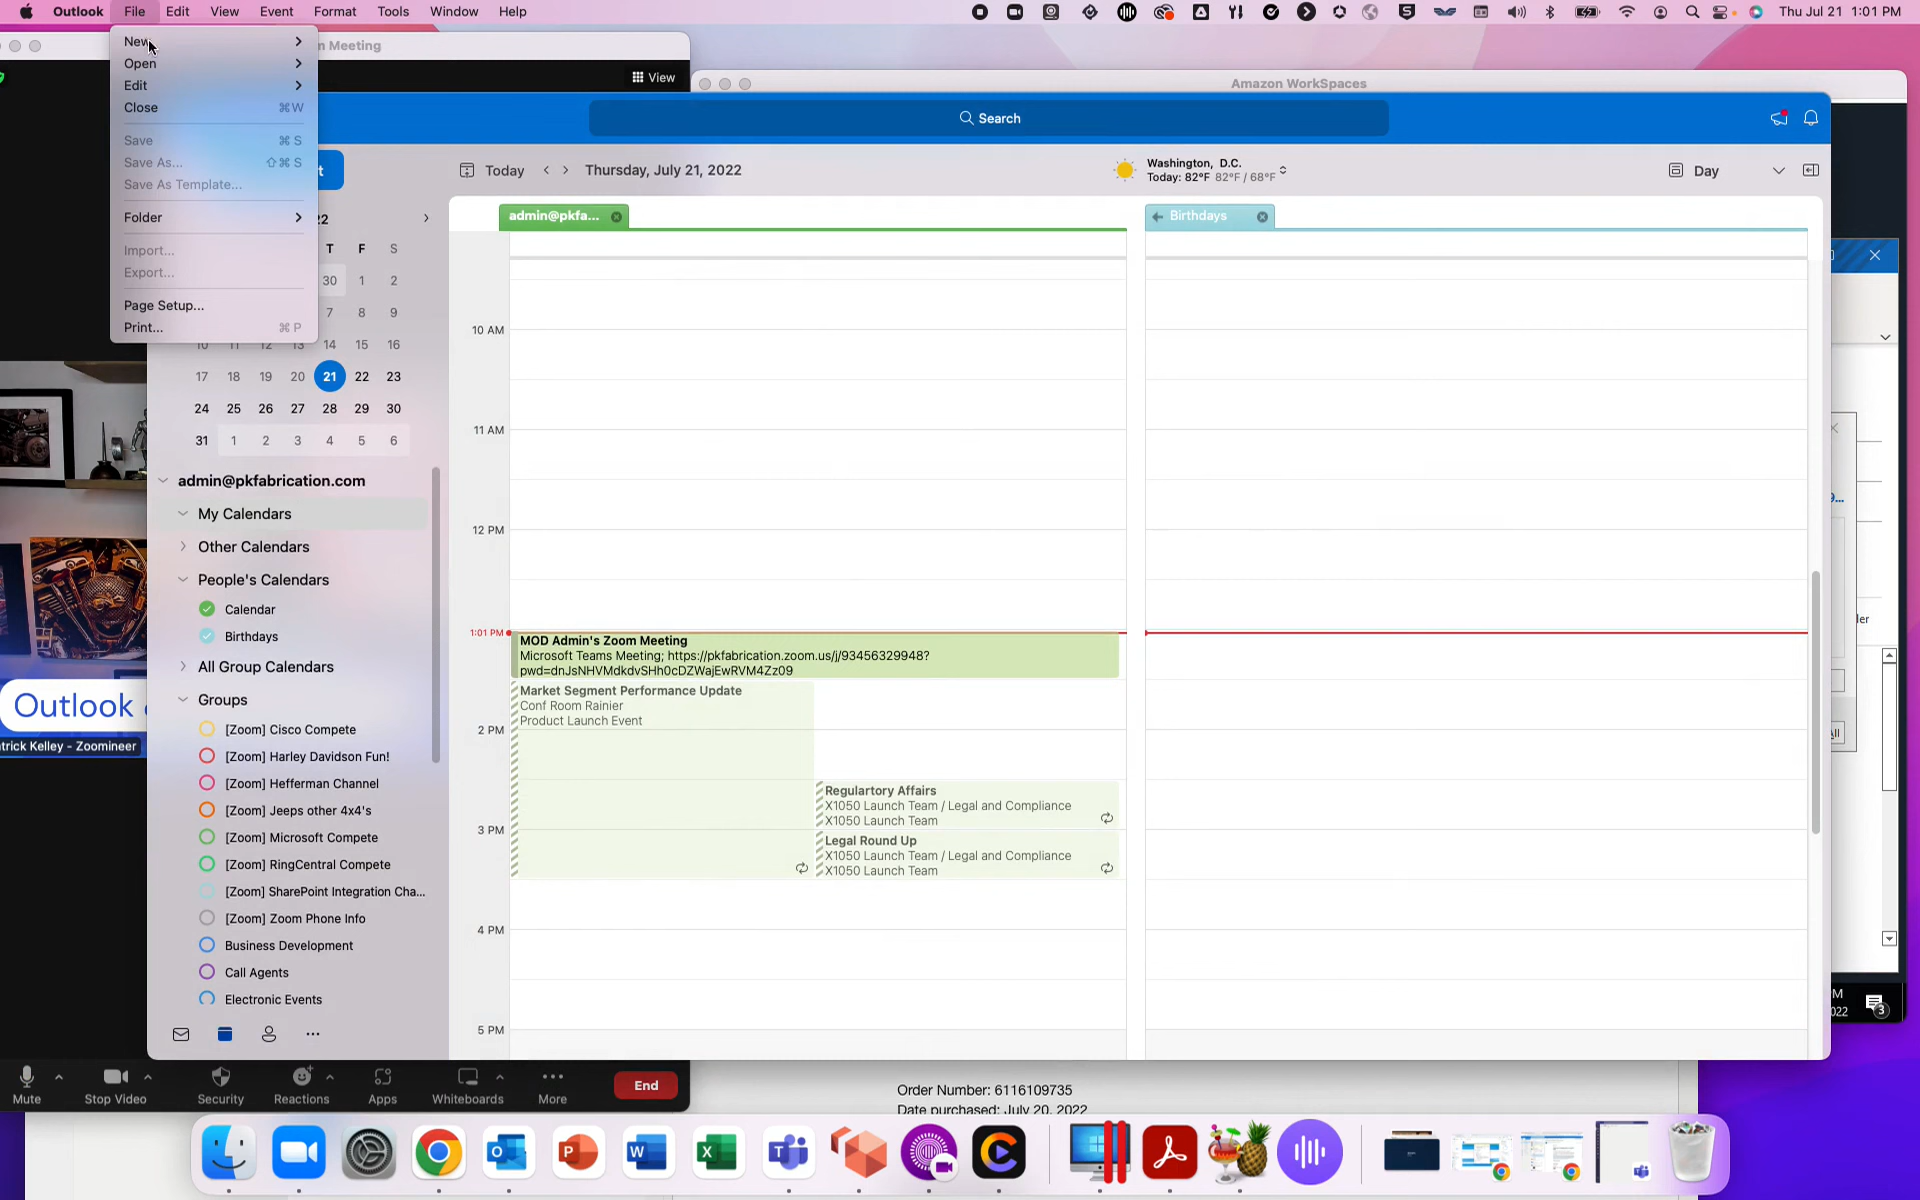 Outlook File Edit View Event Format Tools Window Help
Thu Jul 21 1:01 PM
New
Open
Edit
Close ⌘W
Save ⌘ S
Save As... ⇧⌘ S
Save As Template...
Folder
Import...
Export...
Page Setup...
Print... ⌘ P
Meeting
View
Amazon WorkSpaces
Search
Today
Thursday, July 21, 2022
Washington, D.C.
Today: 82°F 82°F / 68°F
Day
22
T F S
30 1 2
7 8 9
10 11 12 13 14 15 16
17 18 19 20 21 22 23
24 25 26 27 28 29 30
31 1 2 3 4 5 6
admin@pkfabrication.com
My Calendars
Other Calendars
People's Calendars
Calendar
Birthdays
All Group Calendars
Groups
[Zoom] Cisco Compete
[Zoom] Harley Davidson Fun!
[Zoom] Hefferman Channel
[Zoom] Jeeps other 4x4's
[Zoom] Microsoft Compete
[Zoom] RingCentral Compete
[Zoom] SharePoint Integration Cha...
[Zoom] Zoom Phone Info
Business Development
Call Agents
Electronic Events
admin@pkfa...
Birthdays
10 AM
11 AM
12 PM
1:01 PM
2 PM
3 PM
4 PM
5 PM
MOD Admin's Zoom Meeting
Microsoft Teams Meeting; https://pkfabrication.zoom.us/j/93456329948?
pwd=dnJsNHVMdkdvSHh0cDZWajEwRVM4Zz09
Market Segment Performance Update
Conf Room Rainier
Product Launch Event
Regulartory Affairs
X1050 Launch Team / Legal and Compliance
X1050 Launch Team
Legal Round Up
X1050 Launch Team / Legal and Compliance
X1050 Launch Team
Outlook
trick Kelley - Zoomineer
Mute
Stop Video
Security
Reactions
Apps
Whiteboards
More
End
Order Number: 6116109735
Date purchased: July 20, 2022
ler
M
022
3